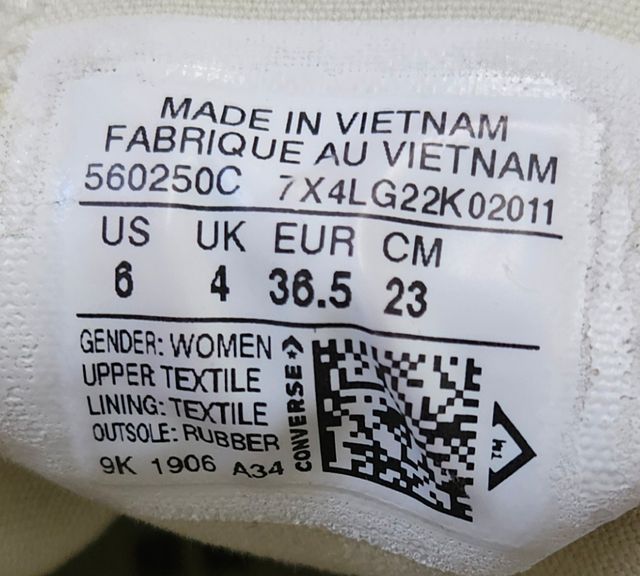 MADE IN VIETNAM
FABRIQUE AU VIETNAM
560250C 7X4LG22K02011
US UK EUR CM
6 4 36.5 23
GENDER: WOMEN
UPPER TEXTILE
LINING: TEXTILE
OUTSOLE: RUBBER
9K 1906 A34
CONVERSE